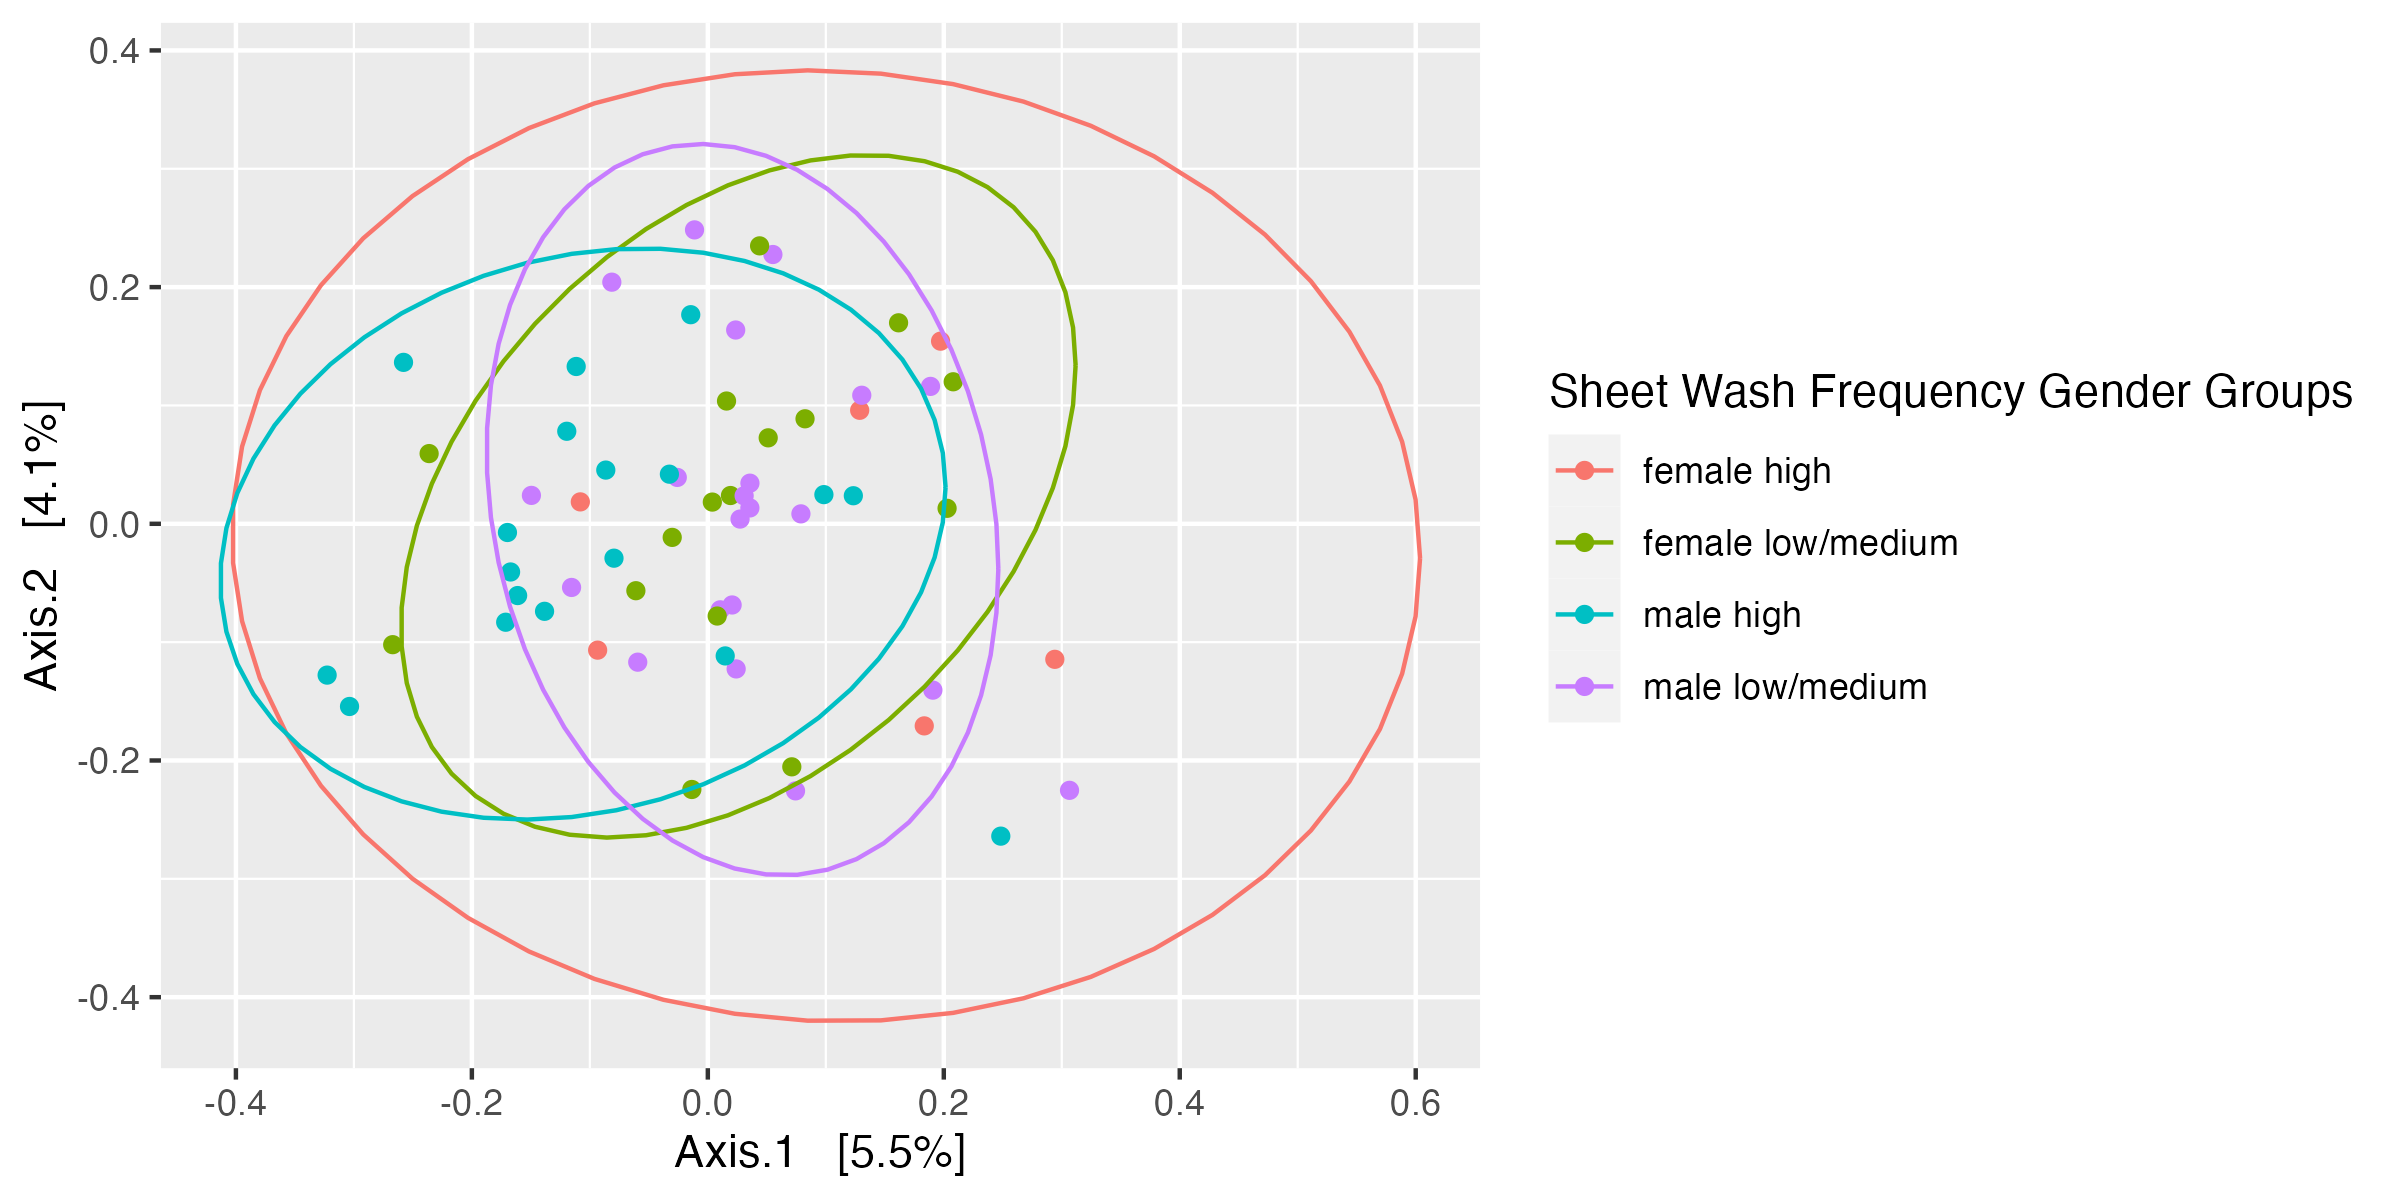 0.4
0.2
0.0
-0.2
-0.4
Axis.2 [4.1%]
-0.4 -0.2 0.0 0.2 0.4 0.6
Axis.1 [5.5%]
Sheet Wash Frequency Gender Groups
female high
female low/medium
male high
male low/medium